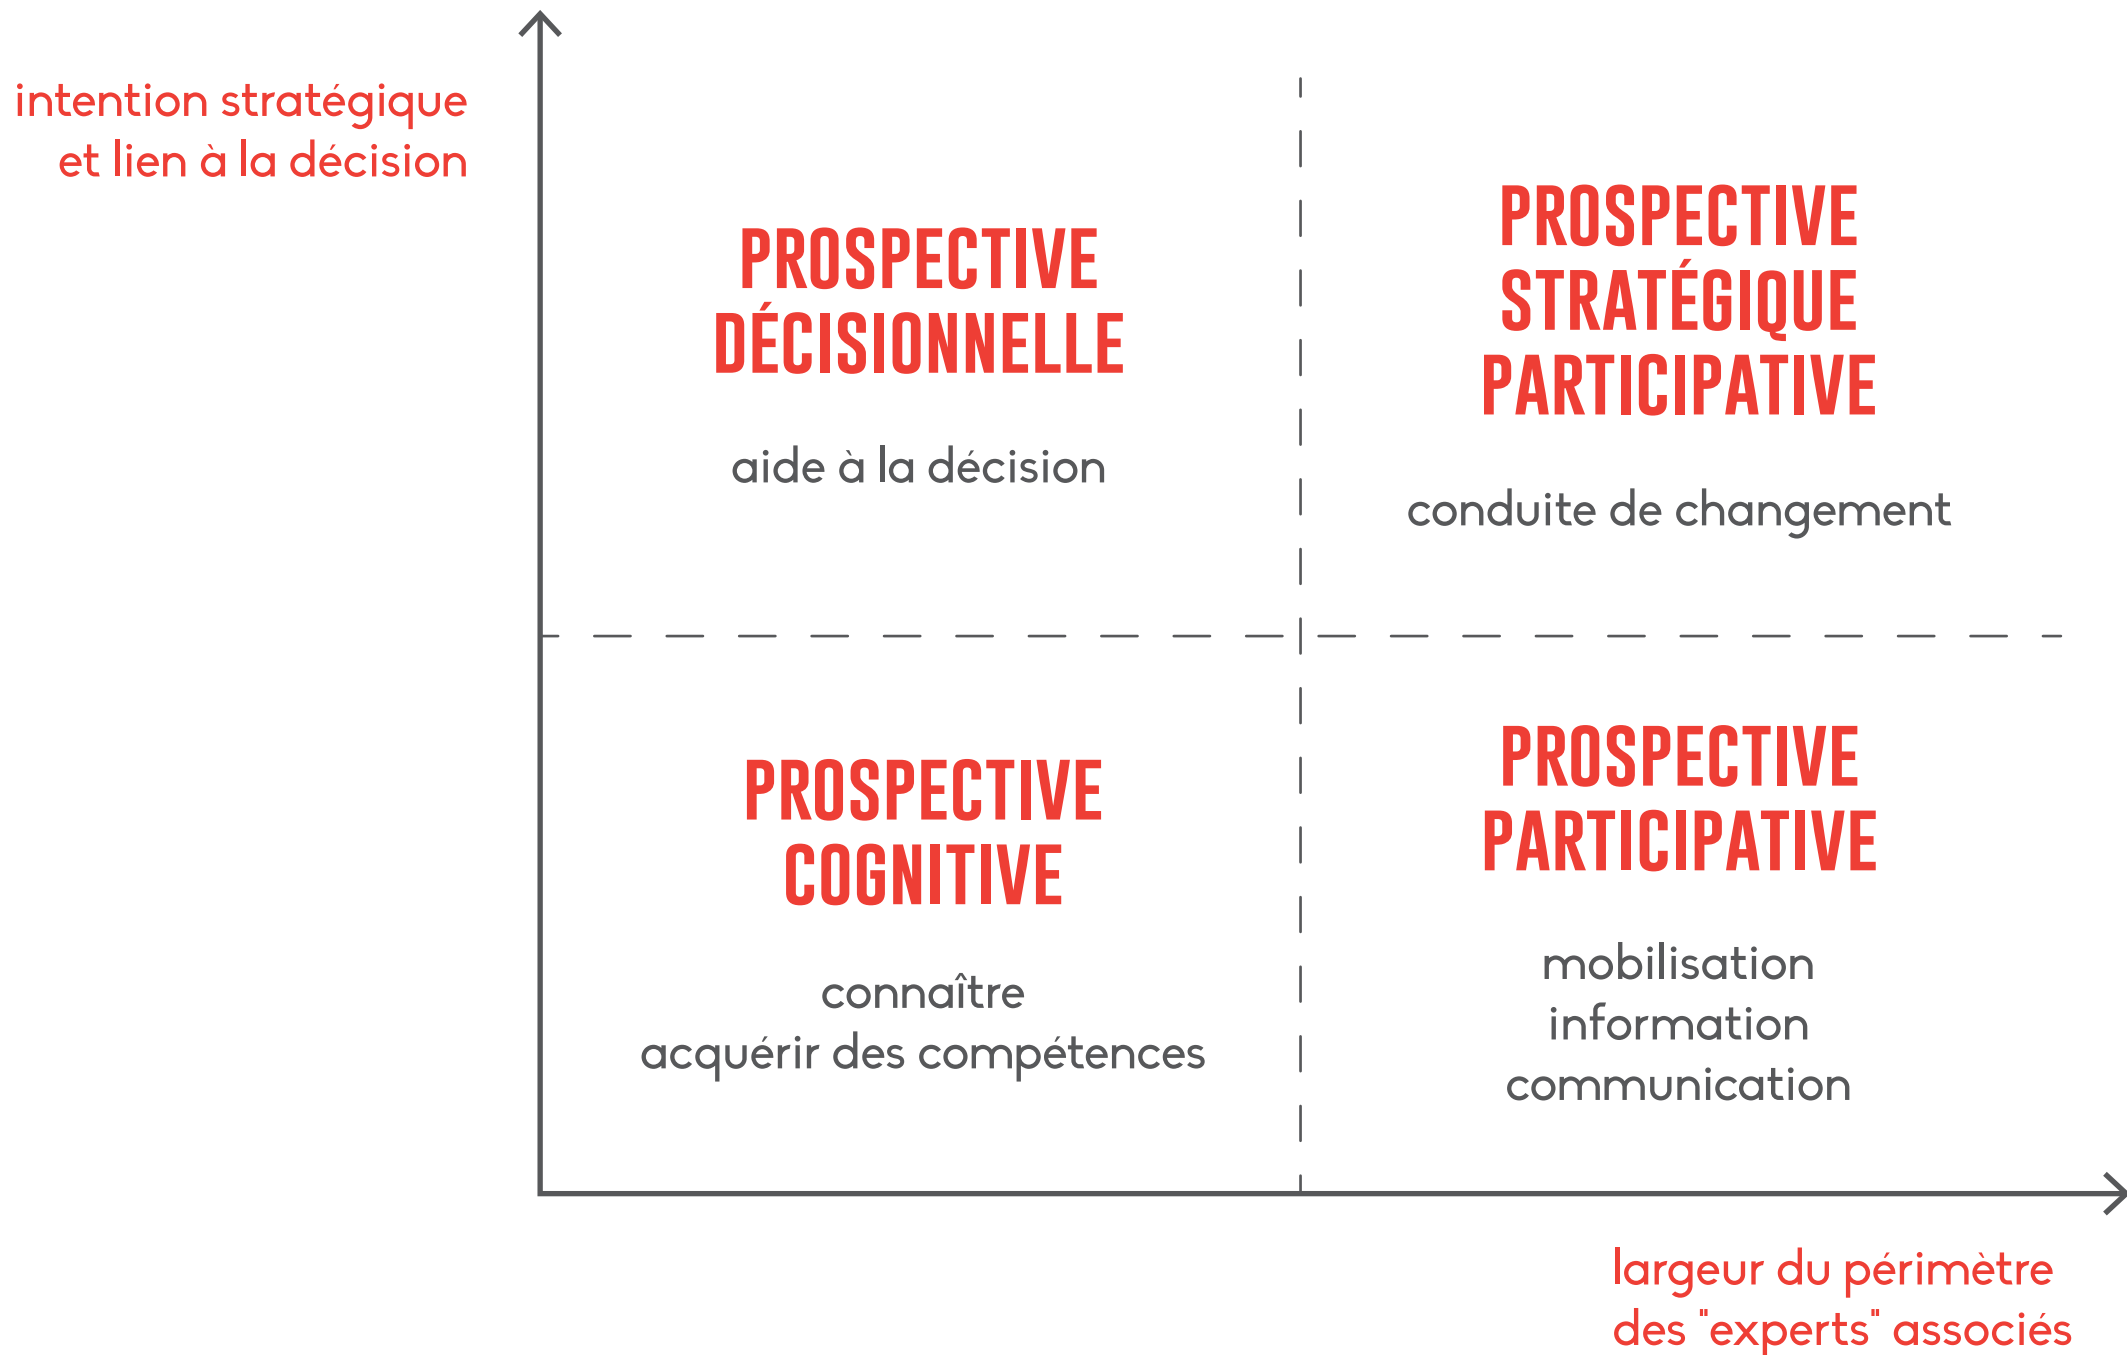 intention stratégique
et lien à la décision
PROSPECTIVE
DÉCISIONNELLE
aide à la décision
PROSPECTIVE
STRATÉGIQUE
PARTICIPATIVE
conduite de changement
PROSPECTIVE
COGNITIVE
connaître
acquérir des compétences
PROSPECTIVE
PARTICIPATIVE
mobilisation
information
communication
largeur du périmètre
des "experts" associés